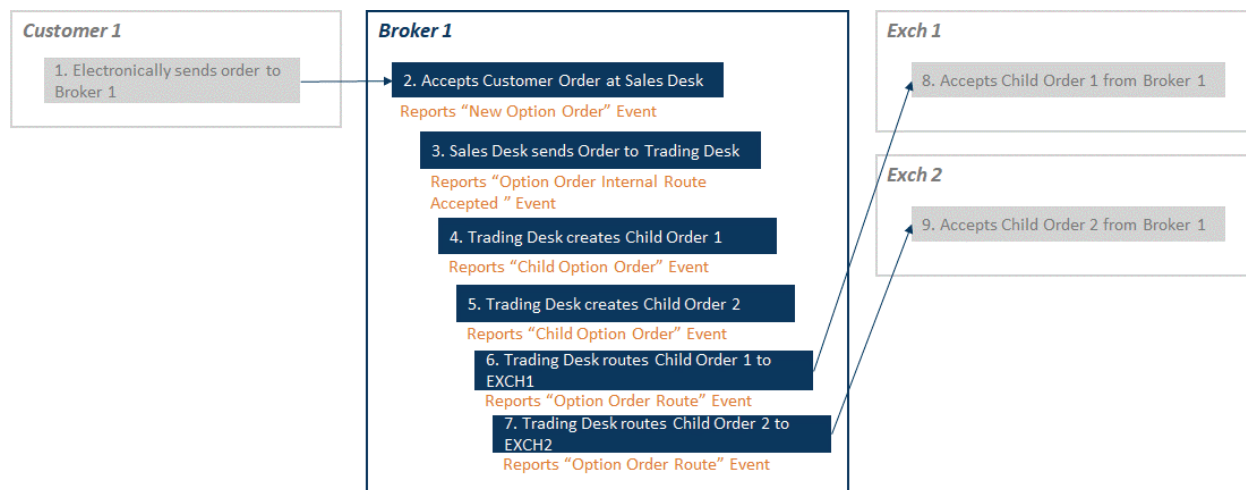 Customer 1
1. Electronically sends order to
Broker 1
Broker 1
2. Accepts Customer Order at Sales Desk
Reports “New Option Order” Event
3. Sales Desk sends Order to Trading Desk
Reports “Option Order Internal Route
Accepted ” Event
4. Trading Desk creates Child Order 1
Reports “Child Option Order” Event
5. Trading Desk creates Child Order 2
Reports “Child Option Order” Event
6. Trading Desk routes Child Order 1 to
EXCH1
Reports “Option Order Route” Event
7. Trading Desk routes Child Order 2 to
EXCH2
Reports “Option Order Route” Event
Exch 1
8. Accepts Child Order 1 from Broker 1
Exch 2
9. Accepts Child Order 2 from Broker 1